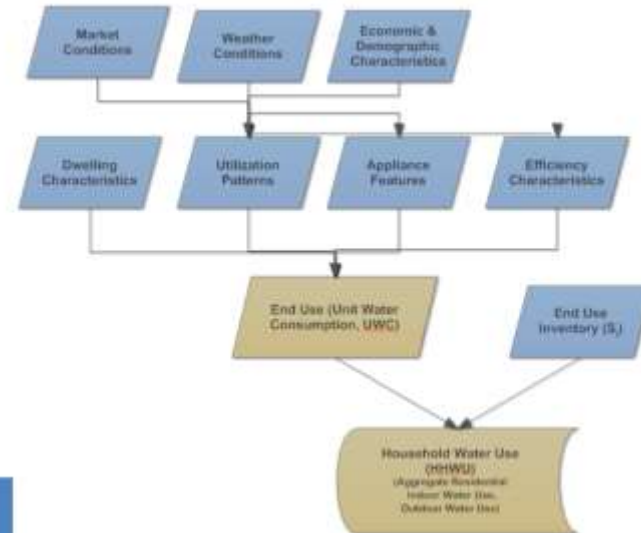 Market
Conditions
Weather
Conditions
Economic &
Demographic
Characteristics
Dwelling
Characteristics
Utilization
Patterns
Appliance
Features
Efficiency
Characteristics
End Use (Unit Water
Consumption, UWC)
End Use
Inventory (Sᵢ)
Household Water Use
(HHWU)
(Aggregate Residential
Indoor Water Use,
Outdoor Water Use)